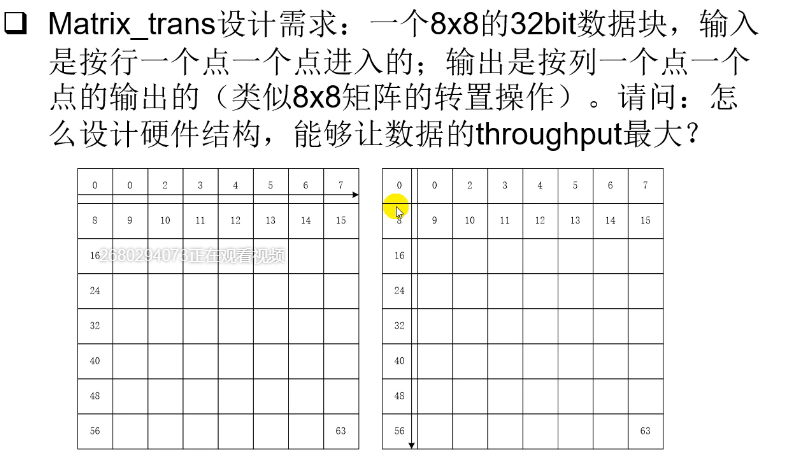 Matrix_trans设计需求：一个8x8的32bit数据块，输入
是按行一个点一个点进入的；输出是按列一个点一个
点的输出的（类似8x8矩阵的转置操作）。请问：怎
么设计硬件结构，能够让数据的throughput最大？
0 0 2 3 4 5 6 7
8 9 10 11 12 13 14 15
16
24
32
40
48
56 63
2680294073正在观看视频
0 0 2 3 4 5 6 7
8 9 10 11 12 13 14 15
16
24
32
40
48
56 63